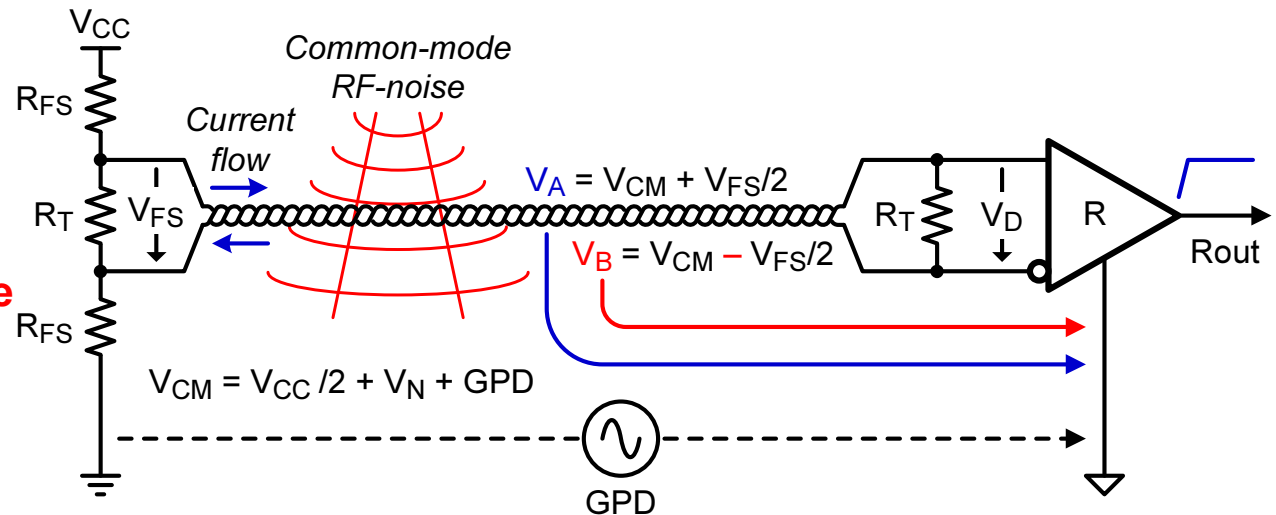 VCC
Common-mode
RF-noise
RFS
Current
flow
VA = VCM + VFS/2
RT
VFS
RT
VD
R
Rout
VB = VCM – VFS/2
e
RFS
VCM = VCC /2 + VN + GPD
GPD